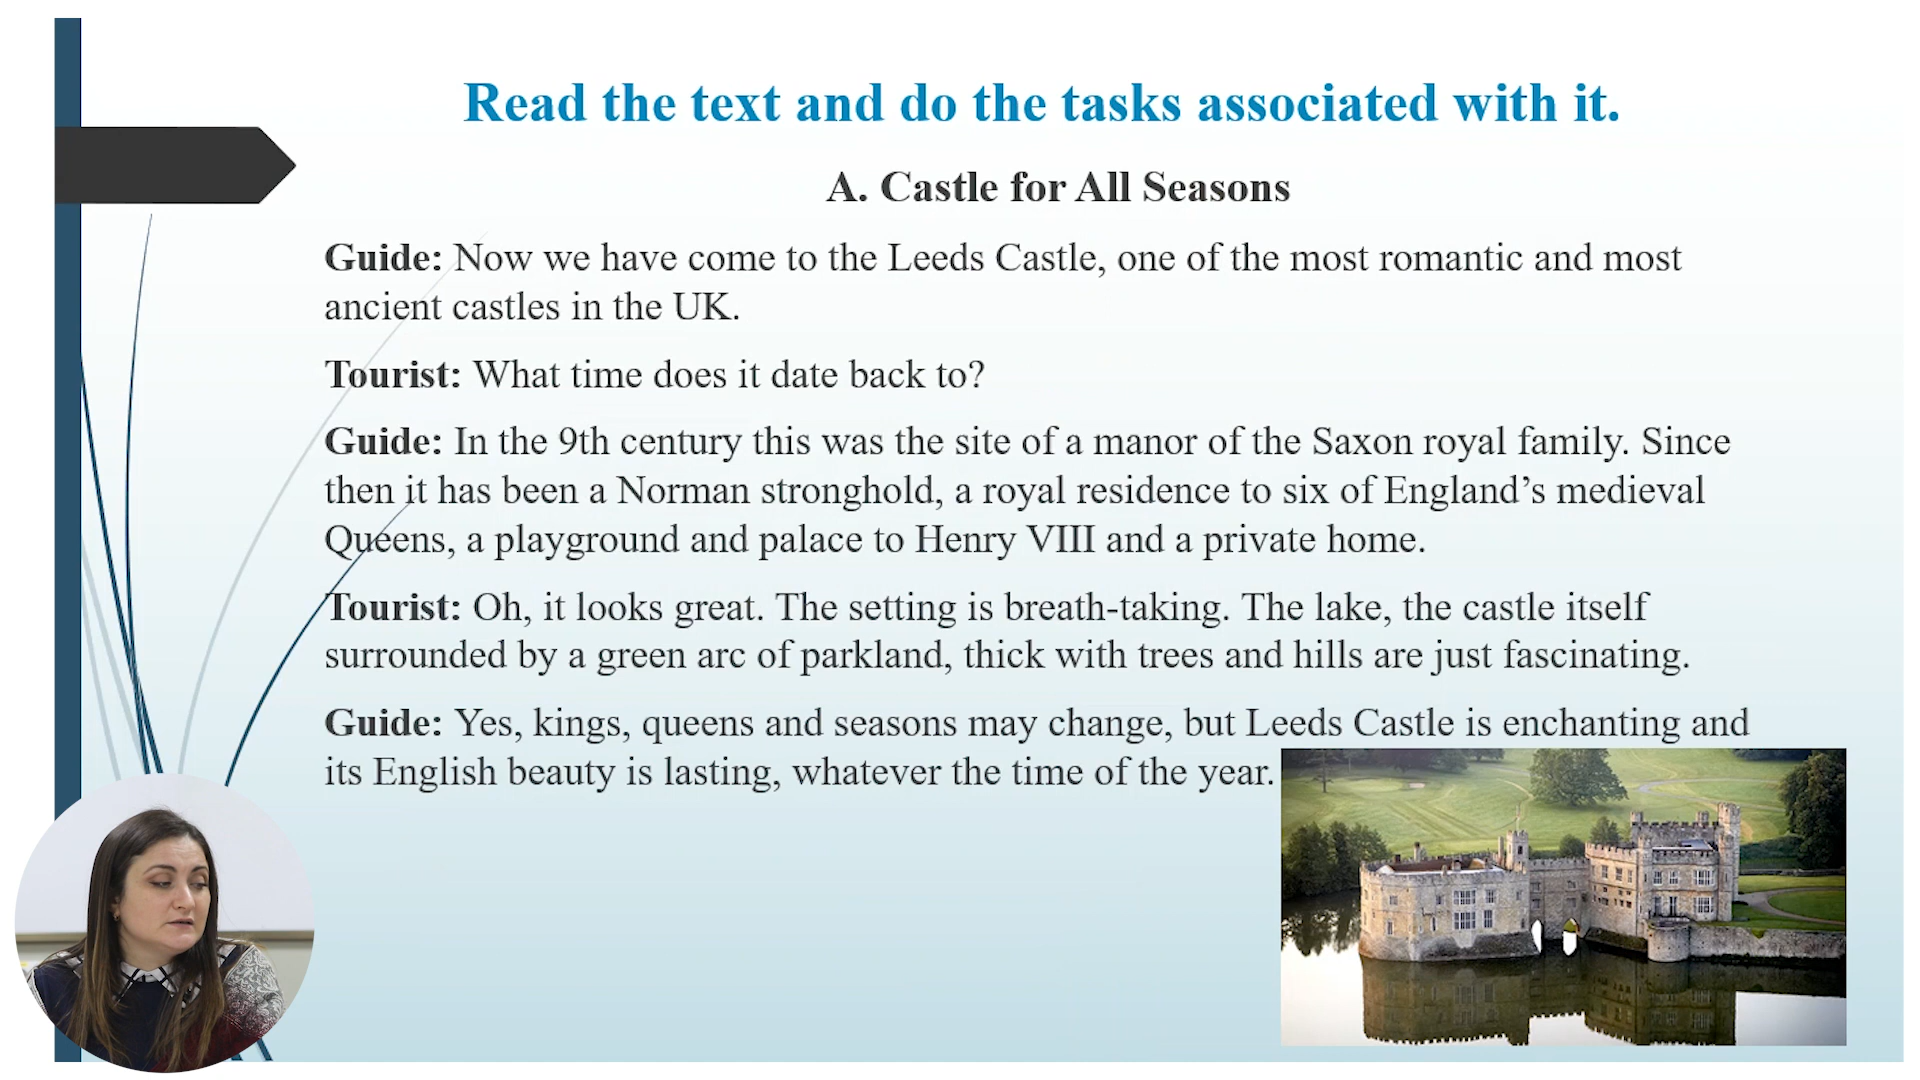 Read the text and do the tasks associated with it.
A. Castle for All Seasons
Guide: Now we have come to the Leeds Castle, one of the most romantic and most
ancient castles in the UK.
Tourist: What time does it date back to?
Guide: In the 9th century this was the site of a manor of the Saxon royal family. Since
then it has been a Norman stronghold, a royal residence to six of England’s medieval
Queens, a playground and palace to Henry VIII and a private home.
Tourist: Oh, it looks great. The setting is breath-taking. The lake, the castle itself
surrounded by a green arc of parkland, thick with trees and hills are just fascinating.
Guide: Yes, kings, queens and seasons may change, but Leeds Castle is enchanting and
its English beauty is lasting, whatever the time of the year.